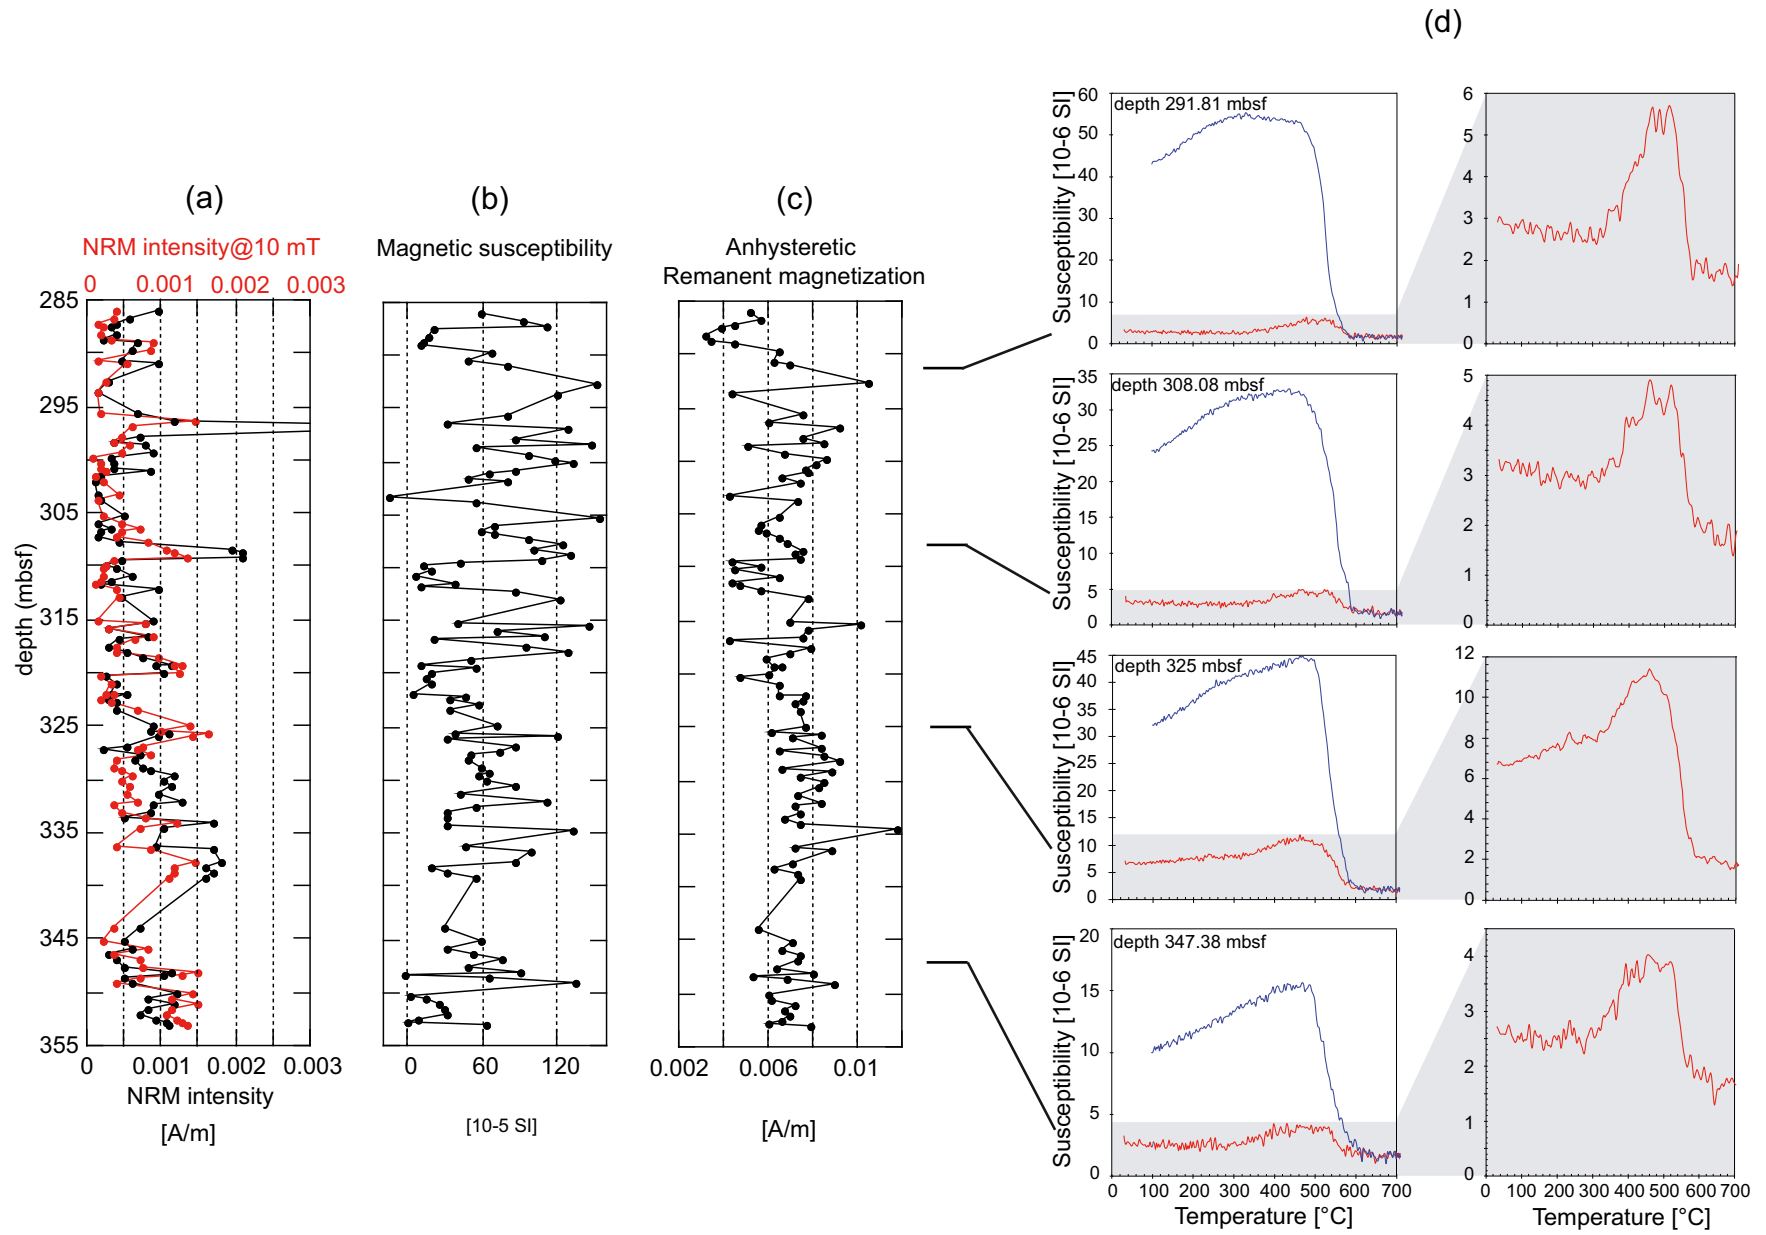 (d)
(a)
(b)
(c)
NRM intensity@10 mT
0 0.001 0.002 0.003
Magnetic susceptibility
Anhysteretic
Remanent magnetization
285
295
305
315
325
335
345
355
depth (mbsf)
0 0.001 0.002 0.003
NRM intensity
[A/m]
0 60 120
[10-5 SI]
0.002 0.006 0.01
[A/m]
depth 291.81 mbsf
Susceptibility [10-6 SI]
60
50
40
30
20
10
0
6
5
4
3
2
1
0
depth 308.08 mbsf
Susceptibility [10-6 SI]
35
30
25
20
15
10
5
0
5
4
3
2
1
0
depth 325 mbsf
Susceptibility [10-6 SI]
45
40
35
30
25
20
15
10
5
0
12
10
8
6
4
2
0
depth 347.38 mbsf
Susceptibility [10-6 SI]
20
15
10
5
0
4
3
2
1
0
0 100 200 300 400 500 600 700
Temperature [°C]
0 100 200 300 400 500 600 700
Temperature [°C]